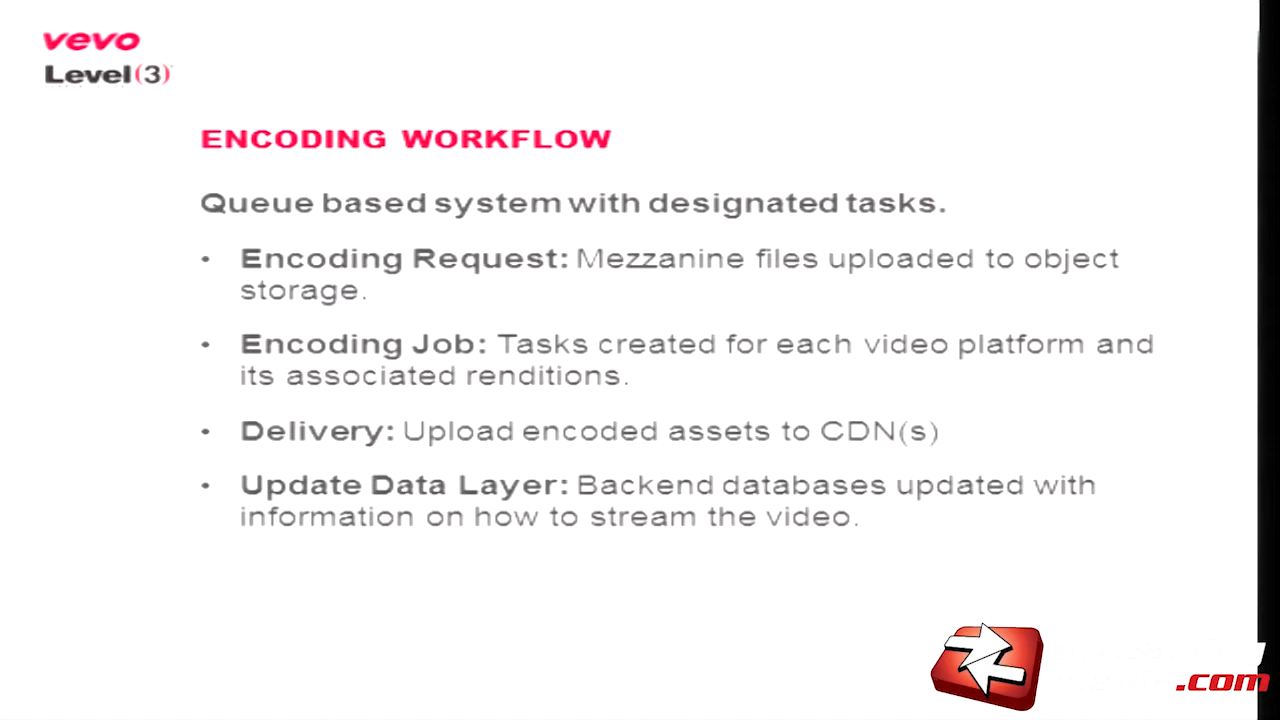 vevo
Level(3)
ENCODING WORKFLOW
Queue based system with designated tasks.
• Encoding Request: Mezzanine files uploaded to object
storage.
• Encoding Job: Tasks created for each video platform and
its associated renditions.
• Delivery: Upload encoded assets to CDN(s)
• Update Data Layer: Backend databases updated with
information on how to stream the video.
.com